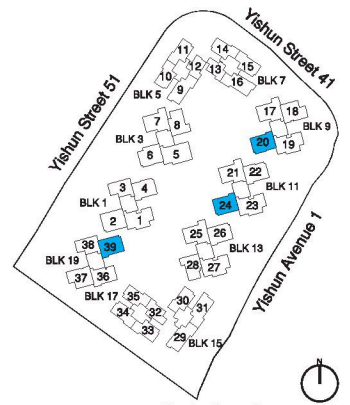 Yishun Street 51
Yishun Street 41
Yishun Avenue 1
11
12
10
9
BLK 5
14
13
15
16
BLK 7
7
8
BLK 3
6
5
17
18
BLK 9
20
19
21
22
BLK 11
24
23
3
4
BLK 1
2
1
25
26
BLK 13
28
27
38
39
BLK 19
37
36
BLK 17
35
34
32
33
30
31
29
BLK 15
N